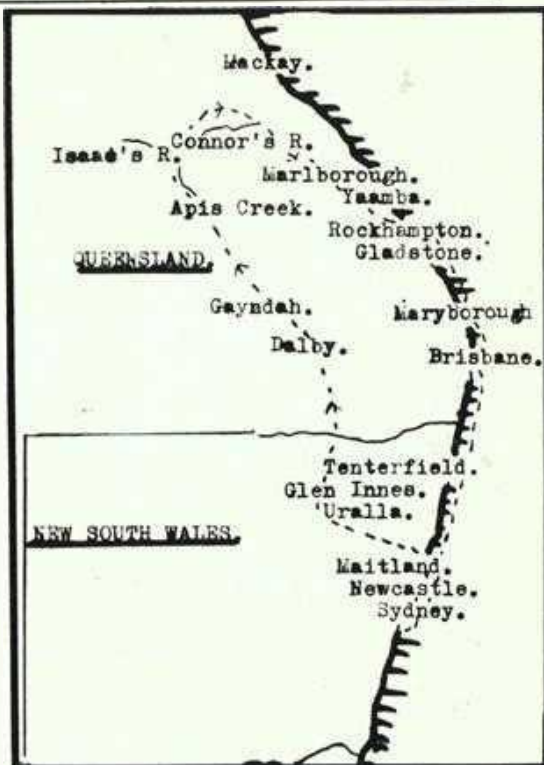 Mackay.
Connor's R.
Isaac's R.
Marlborough.
Yaamba.
Apis Creek.
Rockhampton.
Gladstone.
QUEENSLAND.
Gayndah.
Maryborough
Dalby.
Brisbane.
Tenterfield.
Glen Innes.
Uralla.
NEW SOUTH WALES.
Maitland.
Newcastle.
Sydney.